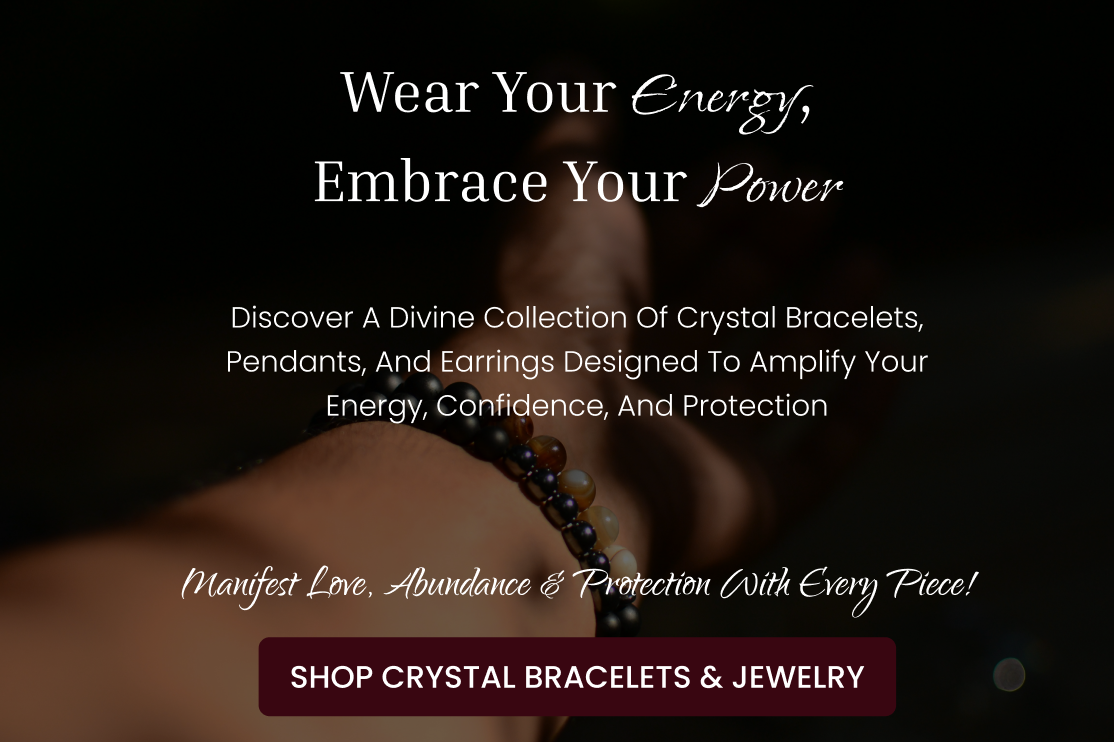 Wear Your Energy,
Embrace Your Power
Discover A Divine Collection Of Crystal Bracelets,
Pendants, And Earrings Designed To Amplify Your
Energy, Confidence, And Protection
Manifest Love, Abundance & Protection With Every Piece!
SHOP CRYSTAL BRACELETS & JEWELRY